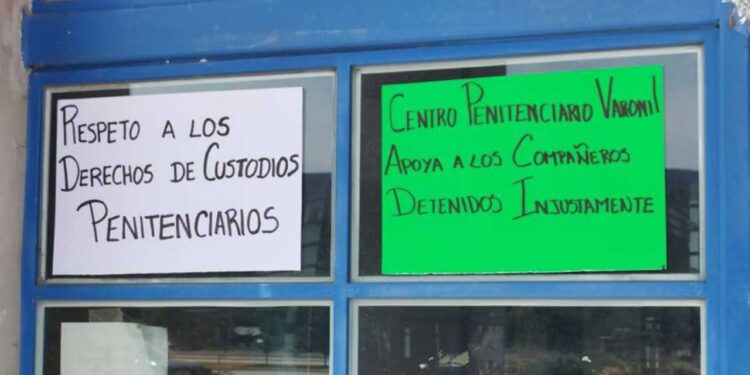 RESPETO A LOS
DERECHOS DE CUSTODIOS
PENITENCIARIOS
CENTRO PENITENCIARIO VARONIL
APOYA A LOS COMPAÑEROS
DETENIDOS INJUSTAMENTE